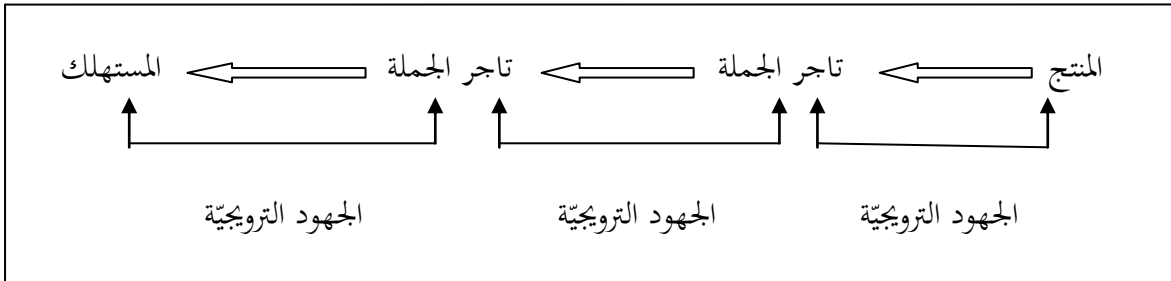 المنتج تاجر الجملة تاجر الجملة المستهلك
الجهود الترويجيّة الجهود الترويجيّة الجهود الترويجيّة